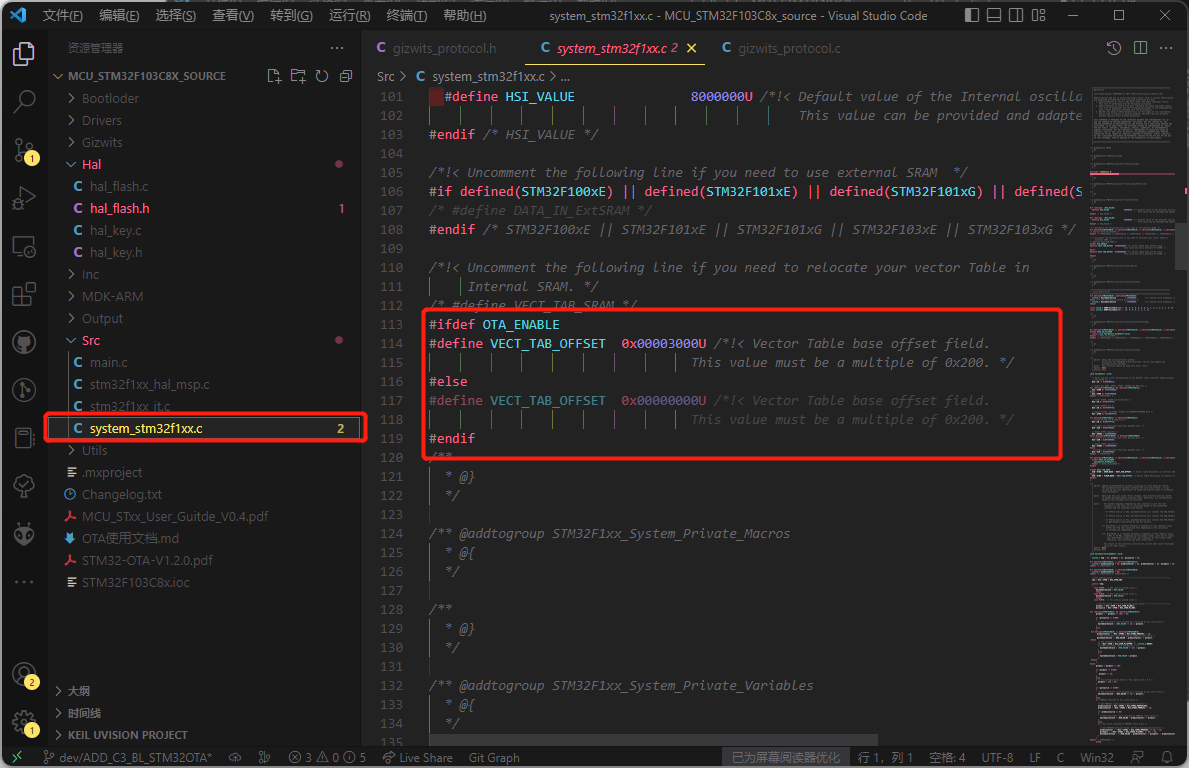 文件(F) 编辑(E) 选择(S) 查看(V) 转到(G) 运行(R) 终端(T) 帮助(H) system_stm32f1xx.c - MCU_STM32F103C8x_source - Visual Studio Code
资源管理器
MCU_STM32F103C8X_SOURCE
Bootloder
Drivers
Gizwits
Hal
hal_flash.c
hal_flash.h 1
hal_key.c
hal_key.h
Inc
MDK-ARM
Output
Src
main.c
stm32f1xx_hal_msp.c
stm32f1xx_it.c
system_stm32f1xx.c 2
Utils
.mxproject
Changelog.txt
MCU_STxx_User_Guitde_V0.4.pdf
OTA使用文档.md
STM32-OTA-V1.2.0.pdf
STM32F103C8x.ioc
大纲
时间线
KEIL UVISION PROJECT
1
2
1
gizwits_protocol.h system_stm32f1xx.c 2 gizwits_protocol.c
Src > system_stm32f1xx.c > ...
101 #define HSI_VALUE 8000000U /*!< Default value of the Internal oscilla
102 This value can be provided and adapte
103 #endif /* HSI_VALUE */
104
105 /*!< Uncomment the following line if you need to use external SRAM */
106 #if defined(STM32F100xE) || defined(STM32F101xE) || defined(STM32F101xG) || defined(S
107 /* #define DATA_IN_ExtSRAM */
108 #endif /* STM32F100xE || STM32F101xE || STM32F101xG || STM32F103xE || STM32F103xG */
109
110 /*!< Uncomment the following line if you need to relocate your vector Table in
111 Internal SRAM. */
112 /* #define VECT_TAB_SRAM */
113 #ifdef OTA_ENABLE
114 #define VECT_TAB_OFFSET 0x00003000U /*!< Vector Table base offset field.
115 This value must be a multiple of 0x200. */
116 #else
117 #define VECT_TAB_OFFSET 0x00000000U /*!< Vector Table base offset field.
118 This value must be a multiple of 0x200. */
119 #endif
120 /**
121 * @}
122 */
123
124 /** @addtogroup STM32F1xx_System_Private_Macros
125 * @{
126 */
127
128 /**
129 * @}
130 */
131
132 /** @addtogroup STM32F1xx_System_Private_Variables
133 * @{
134 */
135
dev/ADD_C3_BL_STM32OTA* 3 0 5 Live Share Git Graph 已为屏幕阅读器优化 行 1，列 1 空格: 4 UTF-8 LF C Win32